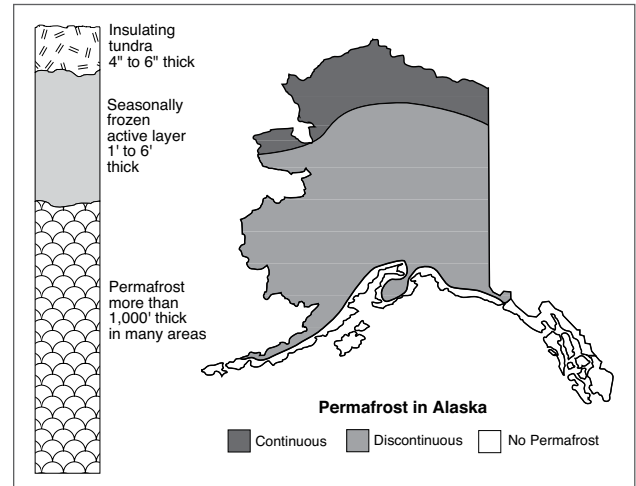 Insulating
tundra
4" to 6" thick
Seasonally
frozen
active layer
1' to 6'
thick
Permafrost
more than
1,000' thick
in many areas
Permafrost in Alaska
Continuous
Discontinuous
No Permafrost